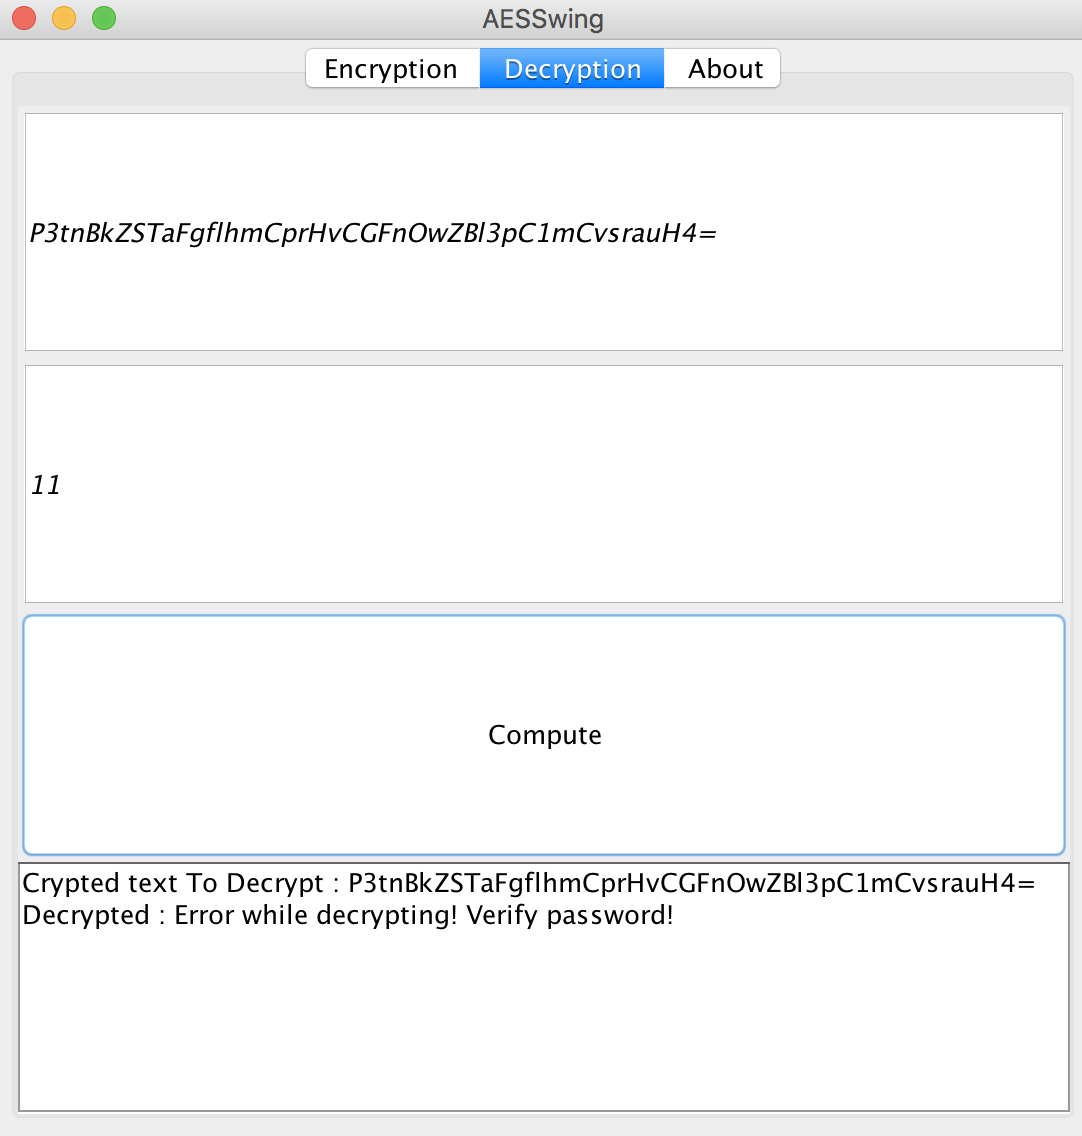 AESSwing
Encryption Decryption About
P3tnBkZSTaFgflhmCprHvCGFnOwZBl3pC1mCvsrauH4=
11
Compute
Crypted text To Decrypt : P3tnBkZSTaFgflhmCprHvCGFnOwZBl3pC1mCvsrauH4=
Decrypted : Error while decrypting! Verify password!